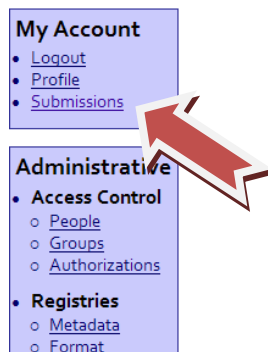 My Account
• Logout
• Profile
• Submissions
Administrative
• Access Control
o People
o Groups
o Authorizations
• Registries
o Metadata
o Format